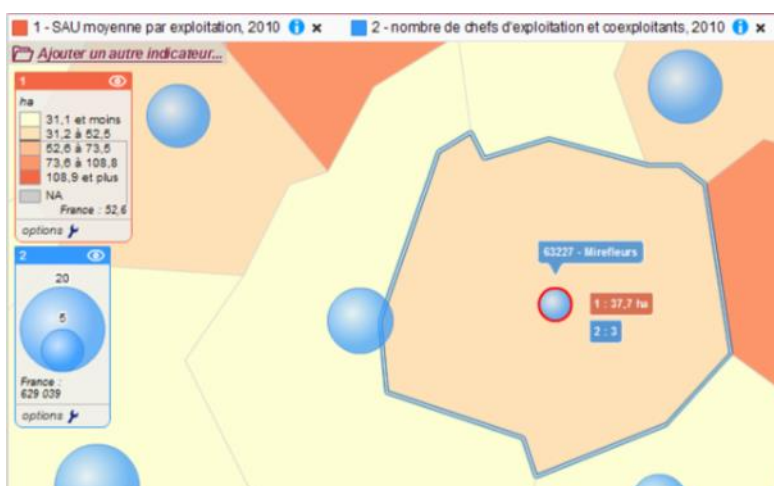 1 - SAU moyenne par exploitation, 2010 i x
2 - nombre de chefs d'exploitation et coexploitants, 2010 i x
Ajouter un autre indicateur...
1
ha
31,1 et moins
31,2 à 52,5
52,6 à 73,5
73,6 à 108,8
108,9 et plus
NA
France : 52,6
options
2
20
5
France :
629 039
options
63227 - Mirefleurs
1 : 37,7 ha
2 : 3